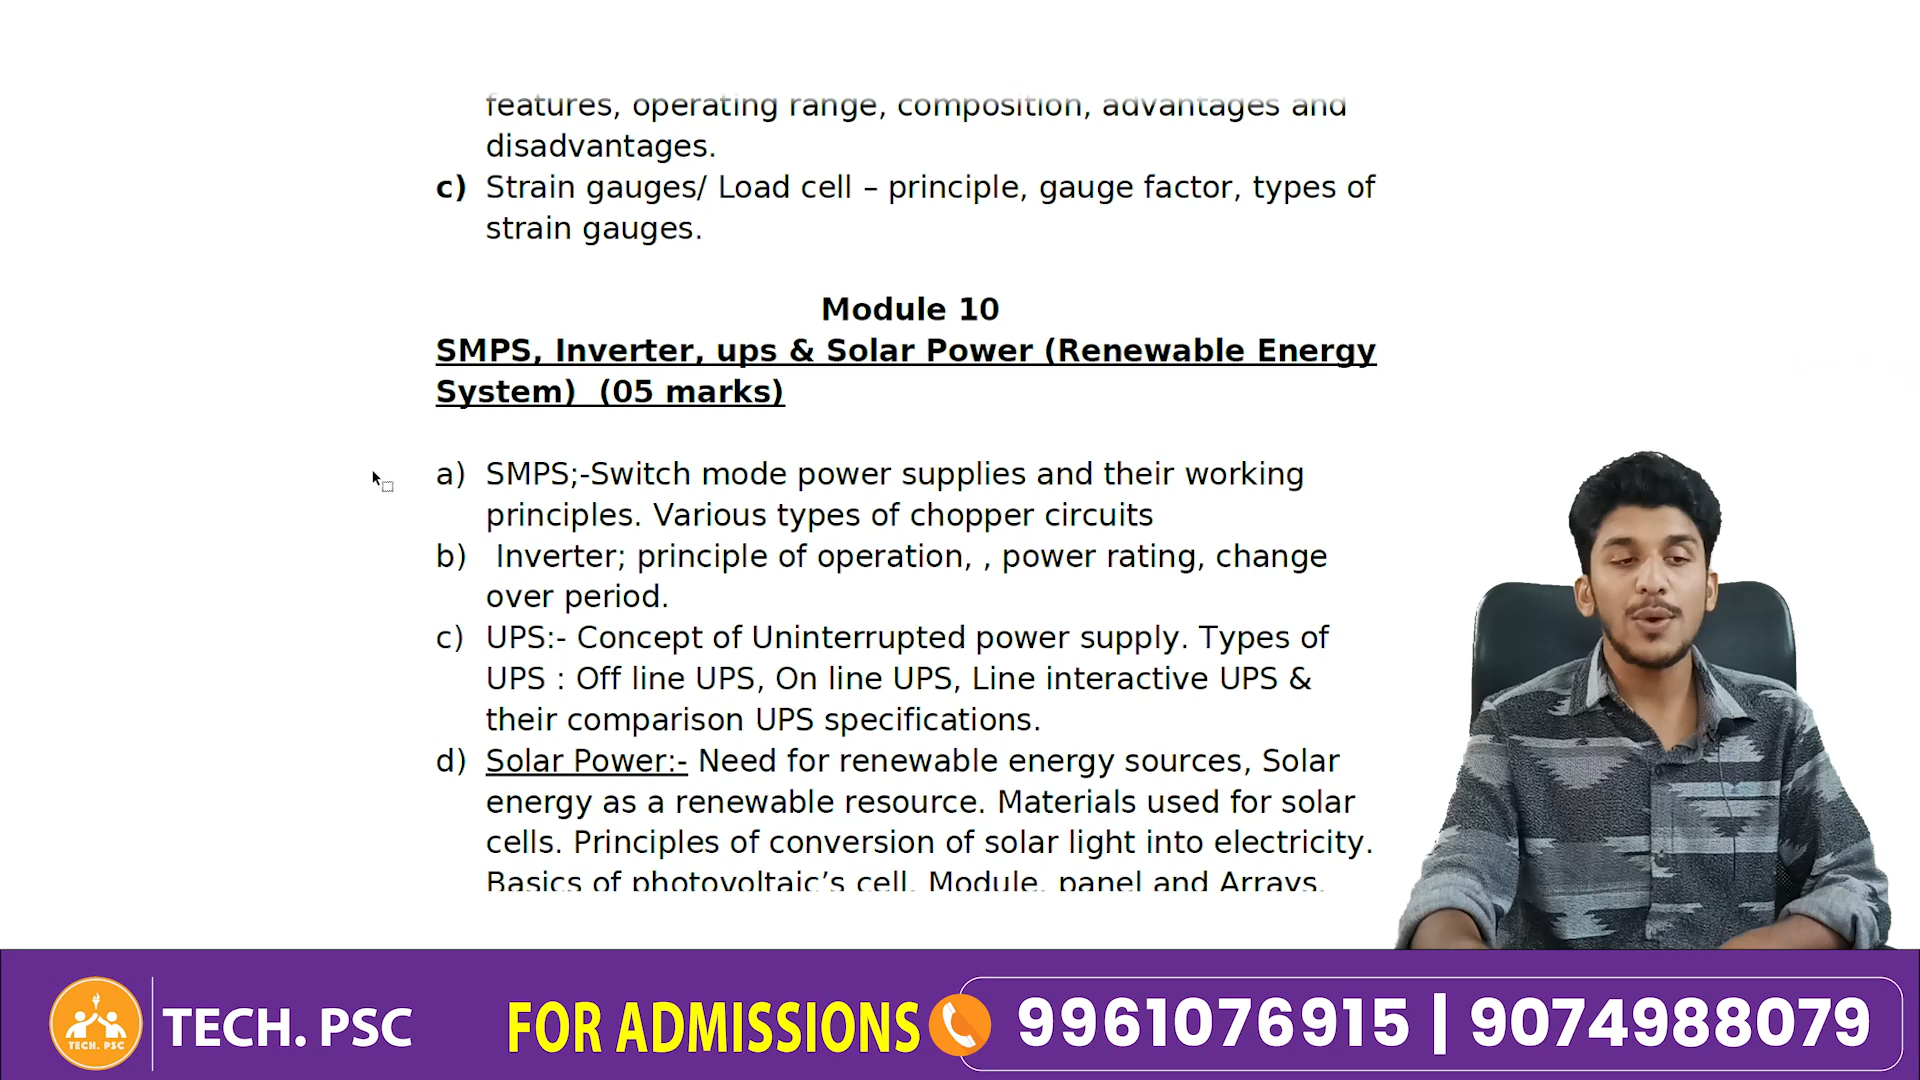 features, operating range, composition, advantages and
disadvantages.
c) Strain gauges/ Load cell – principle, gauge factor, types of
strain gauges.
Module 10
SMPS, Inverter, ups & Solar Power (Renewable Energy
System)  (05 marks)
a) SMPS;-Switch mode power supplies and their working
principles. Various types of chopper circuits
b)  Inverter; principle of operation, , power rating, change
over period.
c) UPS:- Concept of Uninterrupted power supply. Types of
UPS : Off line UPS, On line UPS, Line interactive UPS &
their comparison UPS specifications.
d) Solar Power:- Need for renewable energy sources, Solar
energy as a renewable resource. Materials used for solar
cells. Principles of conversion of solar light into electricity.
Basics of photovoltaic’s cell, Module, panel and Arrays.
TECH. PSC
TECH. PSC
FOR ADMISSIONS
9961076915 | 9074988079